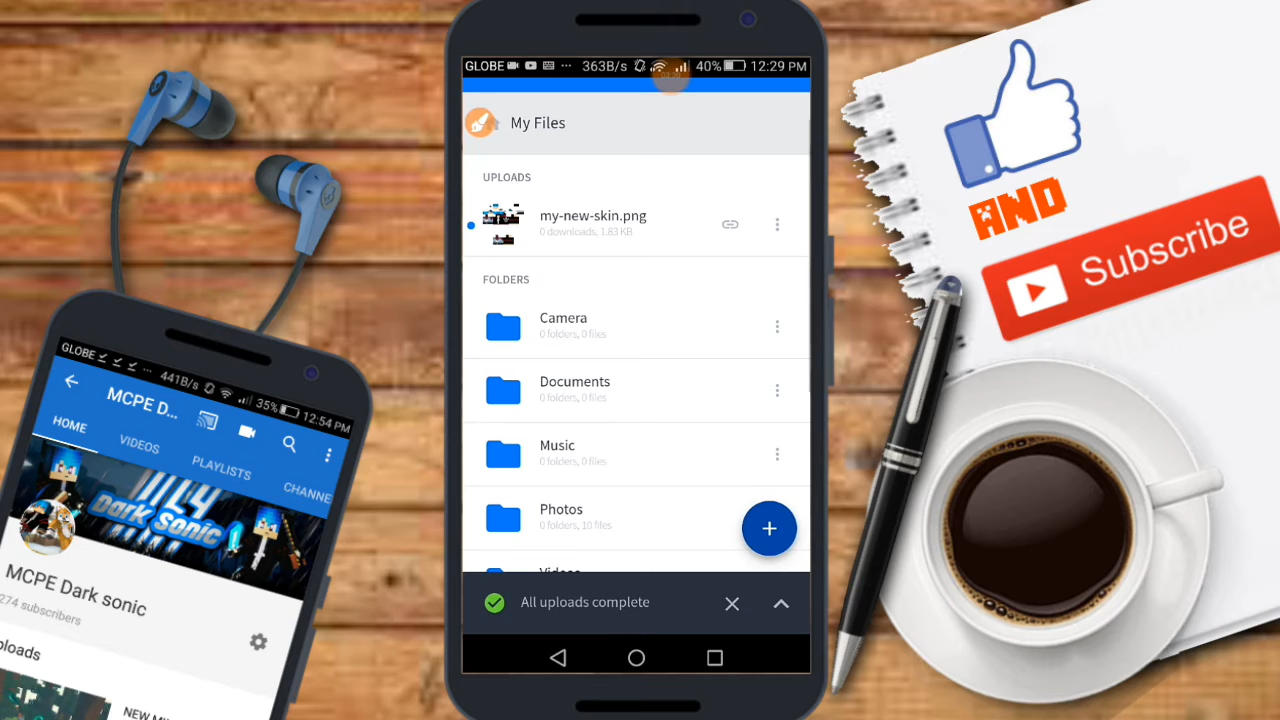 GLOBE ... 363B/s 40% 12:29 PM
My Files
UPLOADS
my-new-skin.png
0 downloads, 1.83 KB
FOLDERS
Camera
0 folders, 0 files
Documents
0 folders, 0 files
Music
0 folders, 0 files
Photos
0 folders, 10 files
Videos
All uploads complete
GLOBE ... 441B/s 35% 12:54 PM
MCPE D...
HOME VIDEOS PLAYLISTS CHANNE
Dark Sonic
MCPE Dark sonic
274 subscribers
ploads
NEW
AND
Subscribe